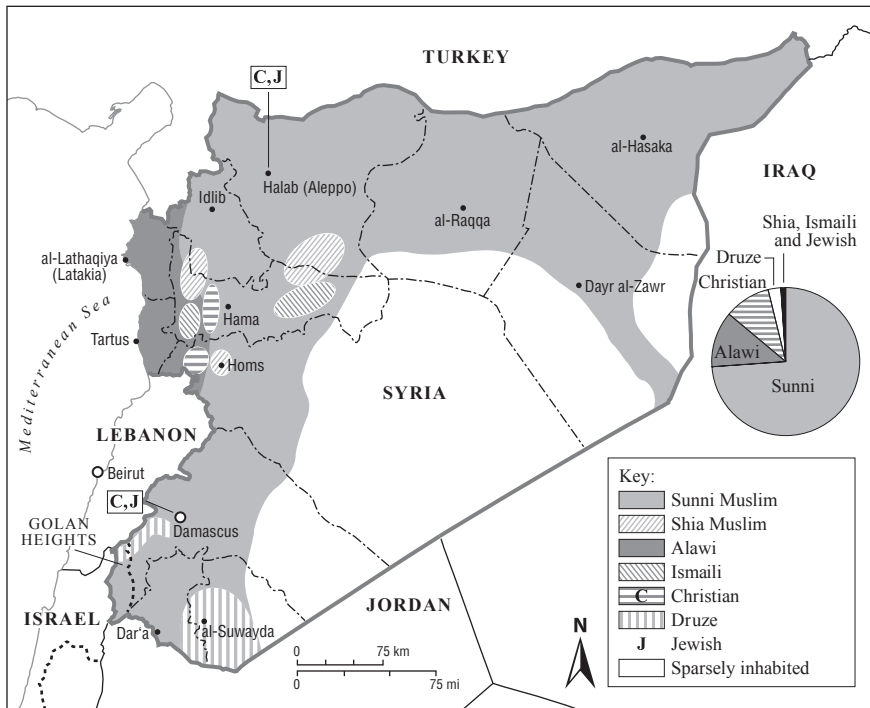 TURKEY
C,J
al-Hasaka
Halab (Aleppo)
IRAQ
Idlib
al-Raqqa
Shia, Ismaili
and Jewish
al-Lathaqiya
(Latakia)
Druze
Christian
Dayr al-Zawr
Hama
Mediterranean Sea
Tartus
Alawi
Homs
Sunni
SYRIA
LEBANON
Beirut
C,J
Damascus
GOLAN
HEIGHTS
ISRAEL
JORDAN
al-Suwayda
Dar'a
N
0 75 km
0 75 mi
Key:
Sunni Muslim
Shia Muslim
Alawi
Ismaili
C Christian
Druze
J Jewish
Sparsely inhabited